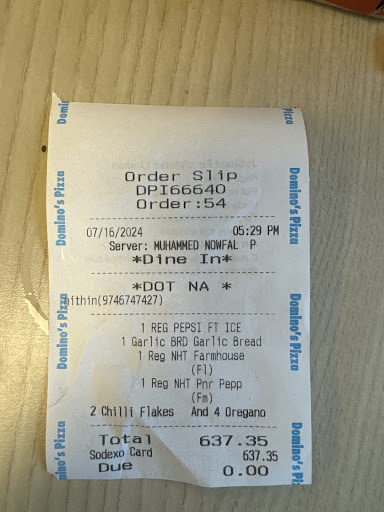 Order Slip
DPI66640
Order:54
07/16/2024 05:29 PM
Server: MUHAMMED NOWFAL P
*Dine In*
*DOT NA *
nithin(9746747427)
1 REG PEPSI FT ICE
1 Garlic BRD Garlic Bread
1 Reg NHT Farmhouse
(Fl)
1 Reg NHT Pnr Pepp
(Fm)
2 Chilli Flakes And 4 Oregano
Total 637.35
Sodexo Card 637.35
Due 0.00
Domino's Pizza
Domino's Pizza
Domino's Pizza
Domino's Pizza
Domino's Pizza
Domino's Pizza